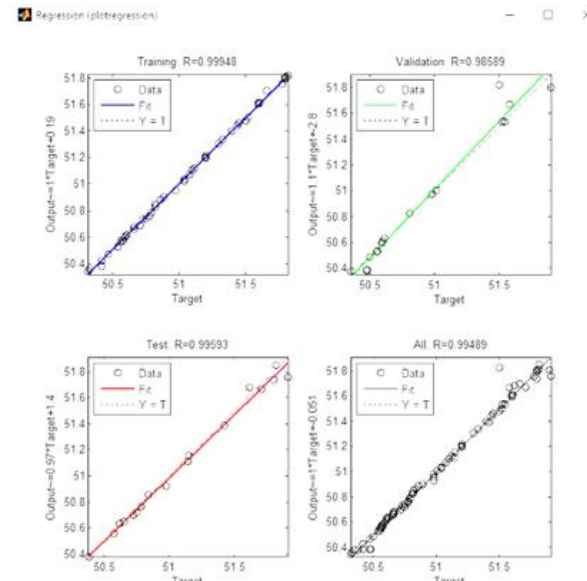 Regression (plotregression)
Training: R=0.99948
Output~=1*Target+0.19
51.8
51.6
51.4
51.2
51
50.8
50.6
50.4
Data
Fit
Y = T
50.5 51 51.5
Target
Validation: R=0.98589
Output~=1.1*Target+-2.8
51.8
51.6
51.4
51.2
51
50.8
50.6
50.4
Data
Fit
Y = T
50.5 51 51.5
Target
Test: R=0.99593
Output~=0.97*Target+1.4
51.8
51.6
51.4
51.2
51
50.8
50.6
50.4
Data
Fit
Y = T
50.5 51 51.5
Target
All: R=0.99489
Output~=1*Target+-0.051
51.8
51.6
51.4
51.2
51
50.8
50.6
50.4
Data
Fit
Y = T
50.5 51 51.5
Target